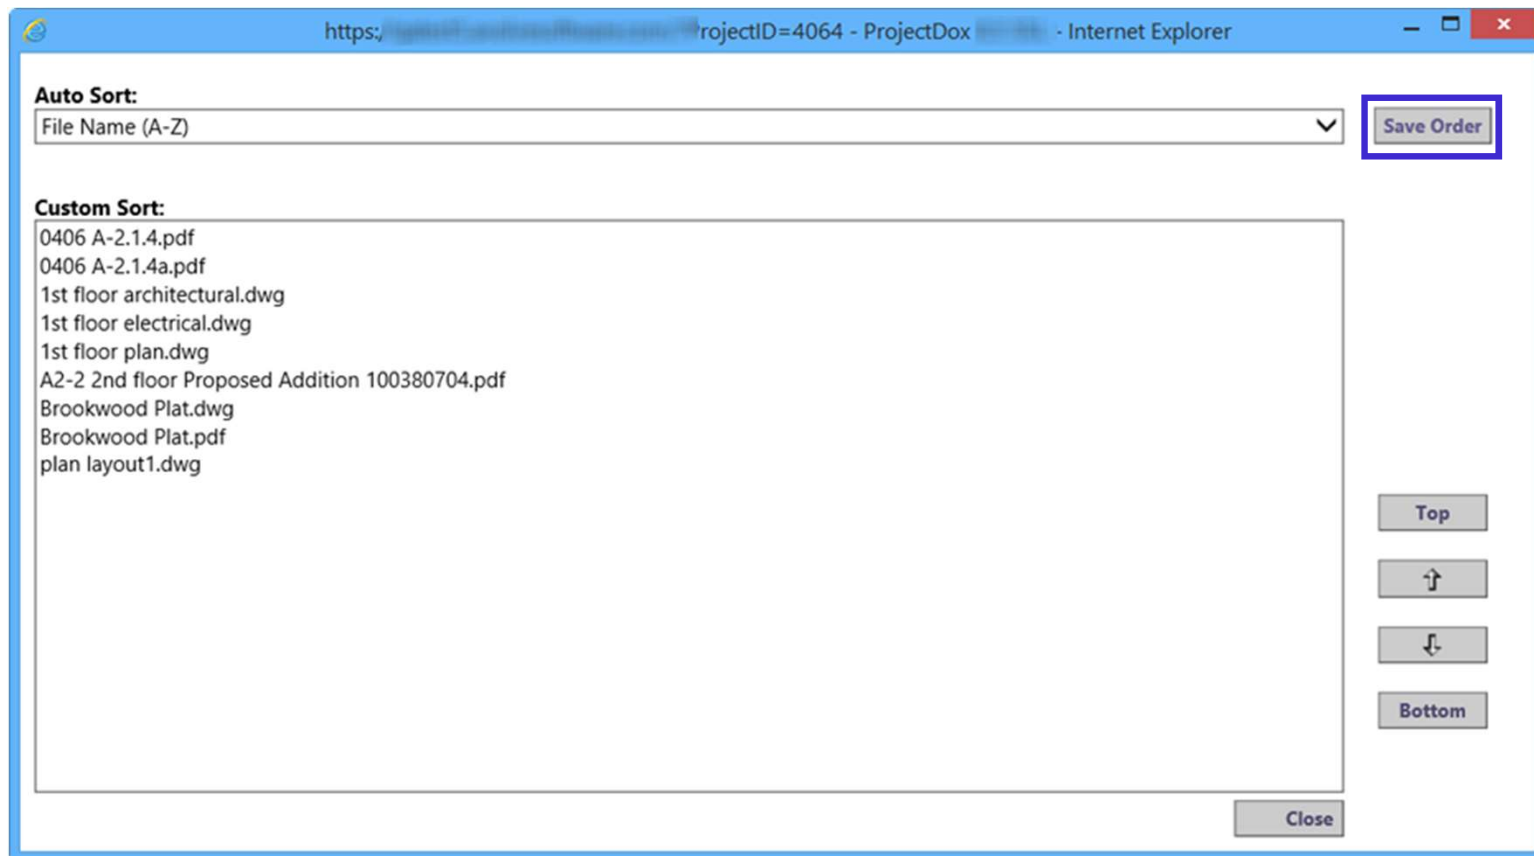 https:/ rojectID=4064 - ProjectDox - Internet Explorer
Auto Sort:
File Name (A-Z)
Save Order
Custom Sort:
0406 A-2.1.4.pdf
0406 A-2.1.4a.pdf
1st floor architectural.dwg
1st floor electrical.dwg
1st floor plan.dwg
A2-2 2nd floor Proposed Addition 100380704.pdf
Brookwood Plat.dwg
Brookwood Plat.pdf
plan layout1.dwg
Top
Bottom
Close